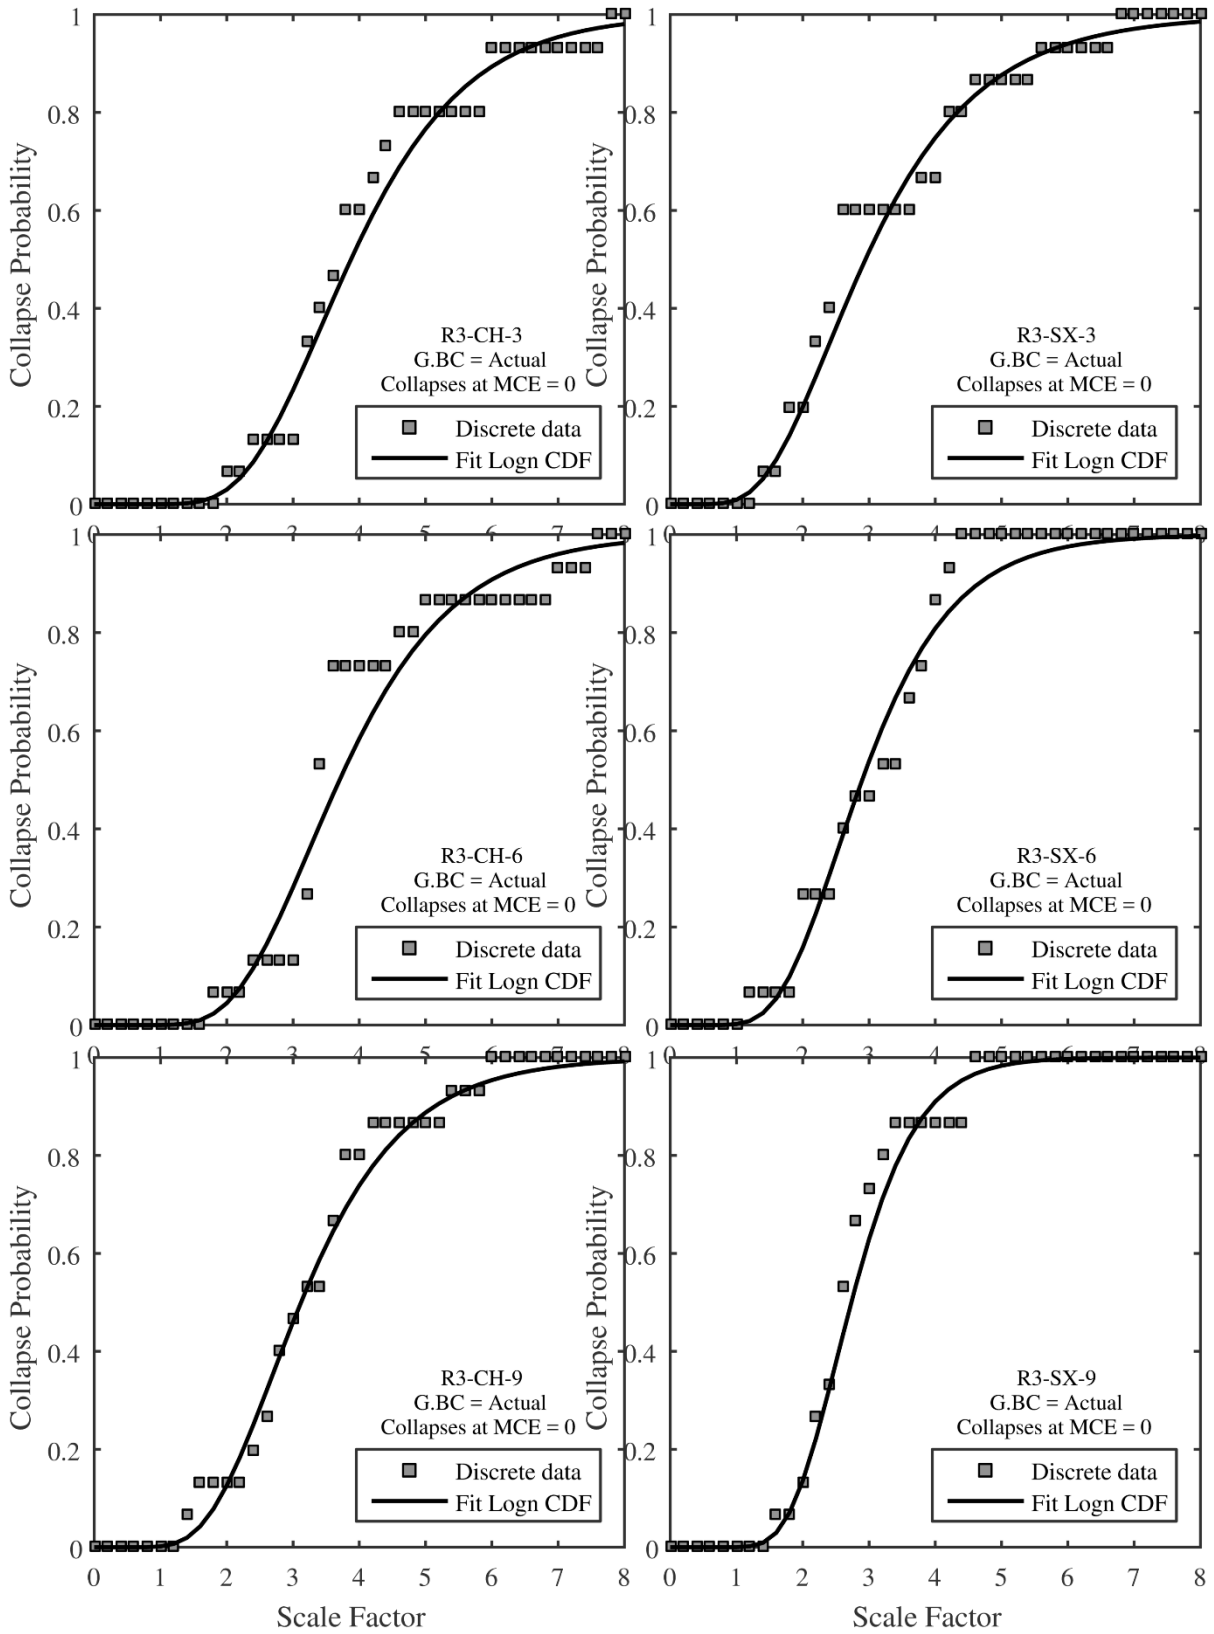 1
0.8
0.6
0.4
0.2
0
Collapse Probability
R3-CH-3
G.BC = Actual
Collapses at MCE = 0
Discrete data
Fit Logn CDF
0 1 2 3 4 5 6 7 8
1
0.8
0.6
0.4
0.2
0
Collapse Probability
R3-SX-3
G.BC = Actual
Collapses at MCE = 0
Discrete data
Fit Logn CDF
0 1 2 3 4 5 6 7 8
1
0.8
0.6
0.4
0.2
0
Collapse Probability
R3-CH-6
G.BC = Actual
Collapses at MCE = 0
Discrete data
Fit Logn CDF
0 1 2 3 4 5 6 7 8
1
0.8
0.6
0.4
0.2
0
Collapse Probability
R3-SX-6
G.BC = Actual
Collapses at MCE = 0
Discrete data
Fit Logn CDF
0 1 2 3 4 5 6 7 8
1
0.8
0.6
0.4
0.2
0
Collapse Probability
R3-CH-9
G.BC = Actual
Collapses at MCE = 0
Discrete data
Fit Logn CDF
0 1 2 3 4 5 6 7 8
Scale Factor
1
0.8
0.6
0.4
0.2
0
Collapse Probability
R3-SX-9
G.BC = Actual
Collapses at MCE = 0
Discrete data
Fit Logn CDF
0 1 2 3 4 5 6 7 8
Scale Factor